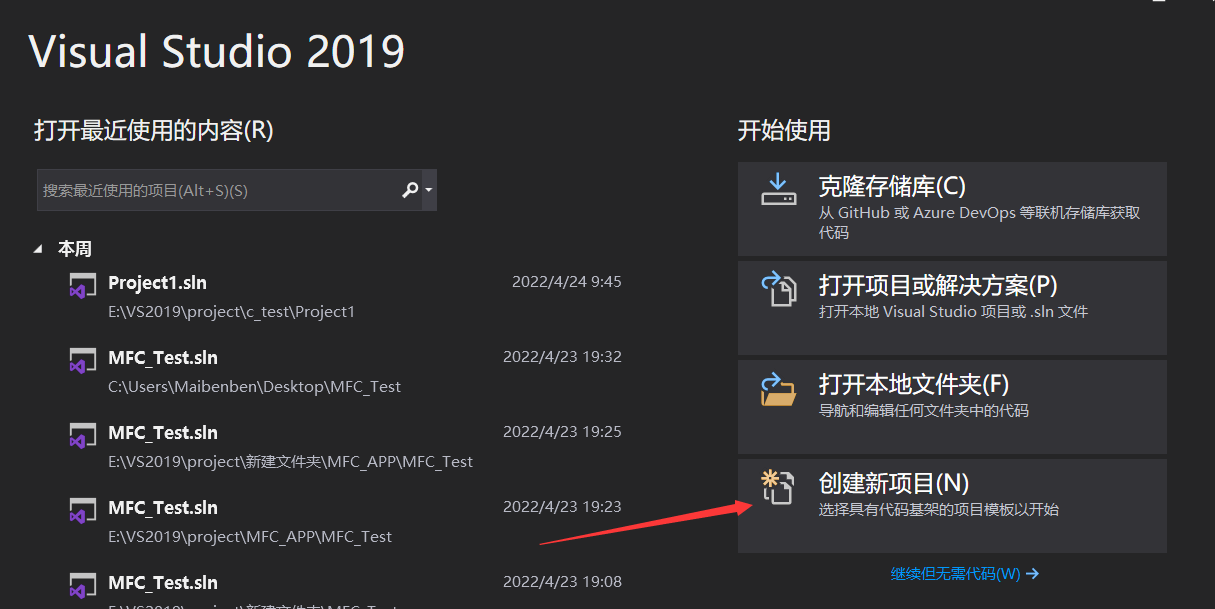 Visual Studio 2019
打开最近使用的内容(R)
搜索最近使用的项目(Alt+S)(S)
本周
Project1.sln
2022/4/24 9:45
E:\VS2019\project\c_test\Project1
MFC_Test.sln
2022/4/23 19:32
C:\Users\Maibenben\Desktop\MFC_Test
MFC_Test.sln
2022/4/23 19:25
E:\VS2019\project\新建文件夹\MFC_APP\MFC_Test
MFC_Test.sln
2022/4/23 19:23
E:\VS2019\project\MFC_APP\MFC_Test
MFC_Test.sln
2022/4/23 19:08
开始使用
克隆存储库(C)
从 GitHub 或 Azure DevOps 等联机存储库获取
代码
打开项目或解决方案(P)
打开本地 Visual Studio 项目或 .sln 文件
打开本地文件夹(F)
导航和编辑任何文件夹中的代码
创建新项目(N)
选择具有代码基架的项目模板以开始
继续但无需代码(W)